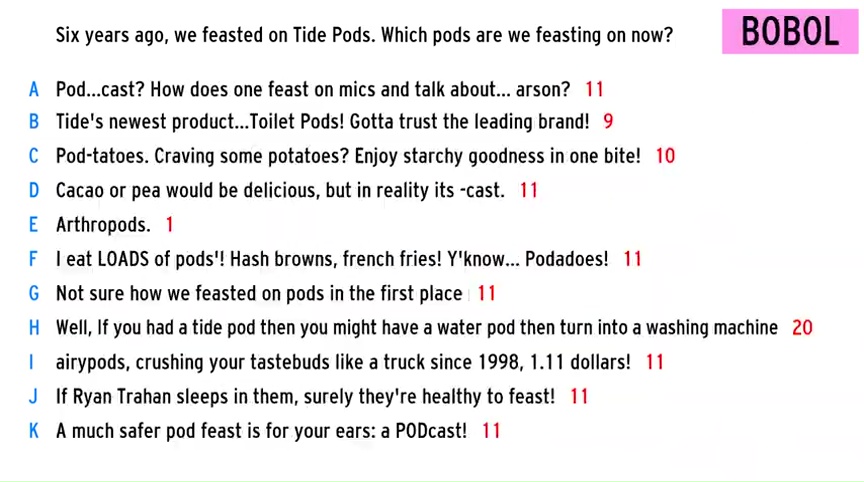 Six years ago, we feasted on Tide Pods. Which pods are we feasting on now?
BOBOL
A Pod...cast? How does one feast on mics and talk about... arson? 11
B Tide's newest product...Toilet Pods! Gotta trust the leading brand! 9
C Pod-tatoes. Craving some potatoes? Enjoy starchy goodness in one bite! 10
D Cacao or pea would be delicious, but in reality its -cast. 11
E Arthropods. 1
F I eat LOADS of pods'! Hash browns, french fries! Y'know... Podadoes! 11
G Not sure how we feasted on pods in the first place 11
H Well, If you had a tide pod then you might have a water pod then turn into a washing machine 20
I airypods, crushing your tastebuds like a truck since 1998, 1.11 dollars! 11
J If Ryan Trahan sleeps in them, surely they're healthy to feast! 11
K A much safer pod feast is for your ears: a PODcast! 11